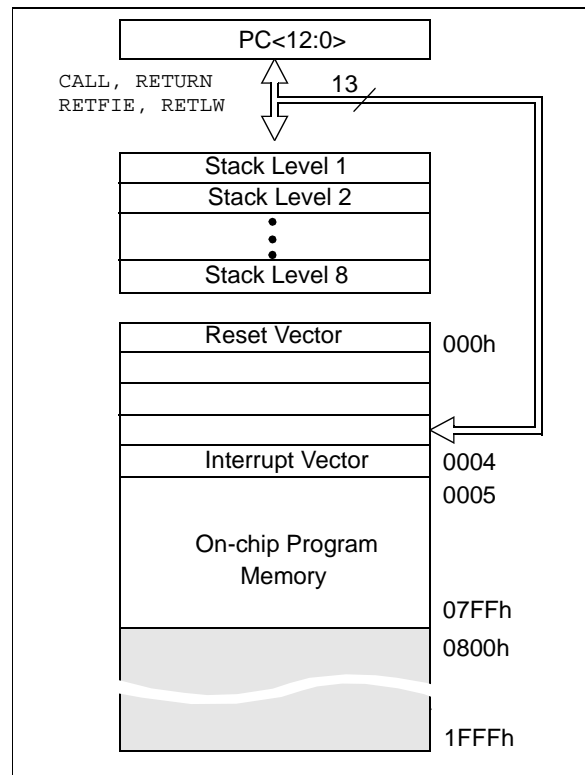 PC<12:0>
CALL, RETURN
RETFIE, RETLW
13
Stack Level 1
Stack Level 2
Stack Level 8
Reset Vector
000h
Interrupt Vector
0004
0005
On-chip Program
Memory
07FFh
0800h
1FFFh